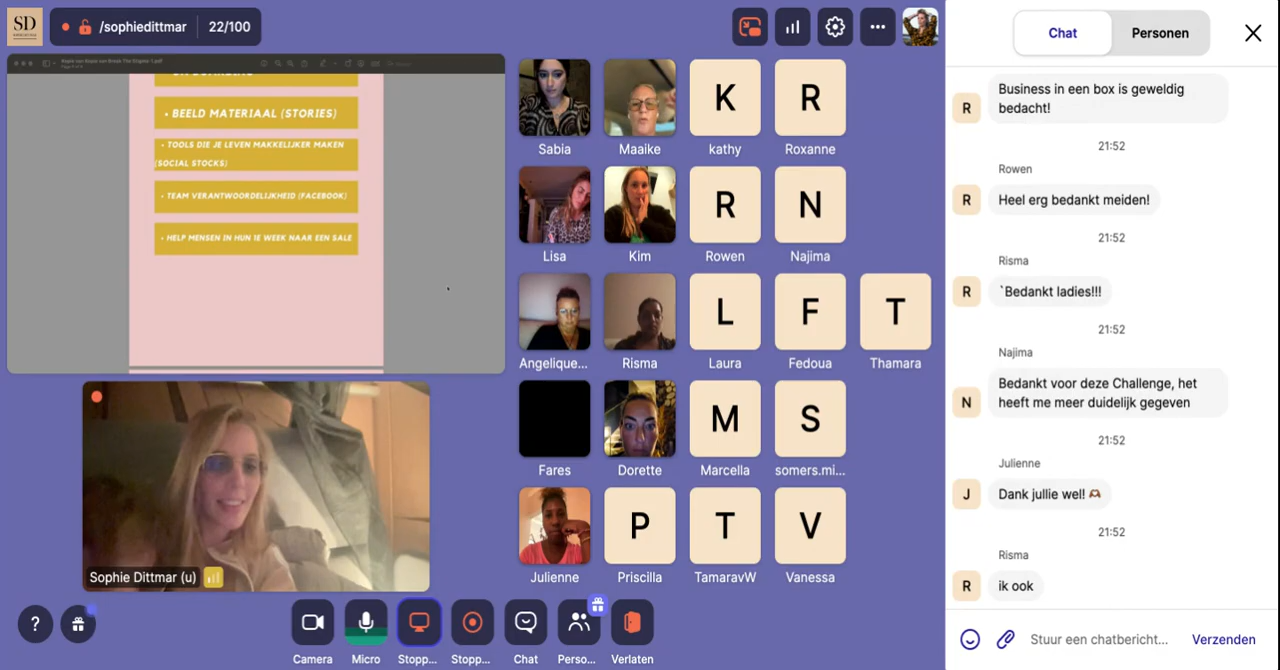 SD
/sophiedittmar
22/100
• BEELD MATERIAAL (STORIES)
• TOOLS DIE JE LEVEN MAKKELIJKER MAKEN
(SOCIAL STOCKS)
• TEAM VERANTWOORDELIJKHEID (FACEBOOK)
• HELP MENSEN IN HUN 1E WEEK NAAR EEN SALE
Sophie Dittmar (u)
Sabia
Maaike
K
kathy
R
Roxanne
Lisa
Kim
R
Rowen
N
Najima
Angelique...
Risma
L
Laura
F
Fedoua
T
Thamara
Fares
Dorette
M
Marcella
S
somers.mi...
Julienne
P
Priscilla
T
TamaravW
V
Vanessa
?
Camera
Micro
Stopp...
Stopp...
Chat
Perso...
Verlaten
Chat
Personen
R
Business in een box is geweldig
bedacht!
21:52
Rowen
R
Heel erg bedankt meiden!
21:52
Risma
R
`Bedankt ladies!!!
21:52
Najima
N
Bedankt voor deze Challenge, het
heeft me meer duidelijk gegeven
21:52
Julienne
J
Dank jullie wel! 🫶🏾
21:52
Risma
R
ik ook
Stuur een chatbericht...
Verzenden